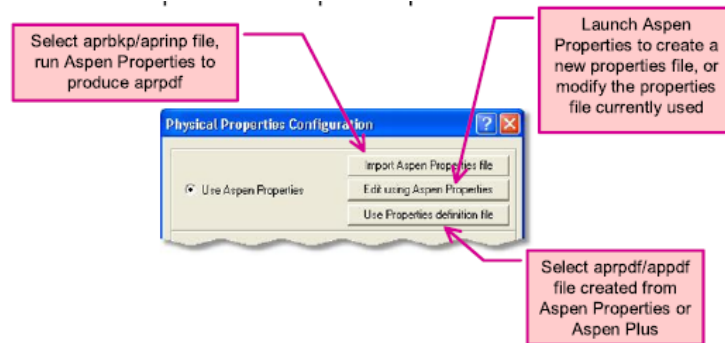 Select aprbkp/aprinp file,
run Aspen Properties to
produce aprpdf
Launch Aspen
Properties to create a
new properties file, or
modify the properties
file currently used
Physical Properties Configuration
Import Aspen Properties file
Use Aspen Properties
Edit using Aspen Properties
Use Properties definition file
Select aprpdf/appdf
file created from
Aspen Properties or
Aspen Plus